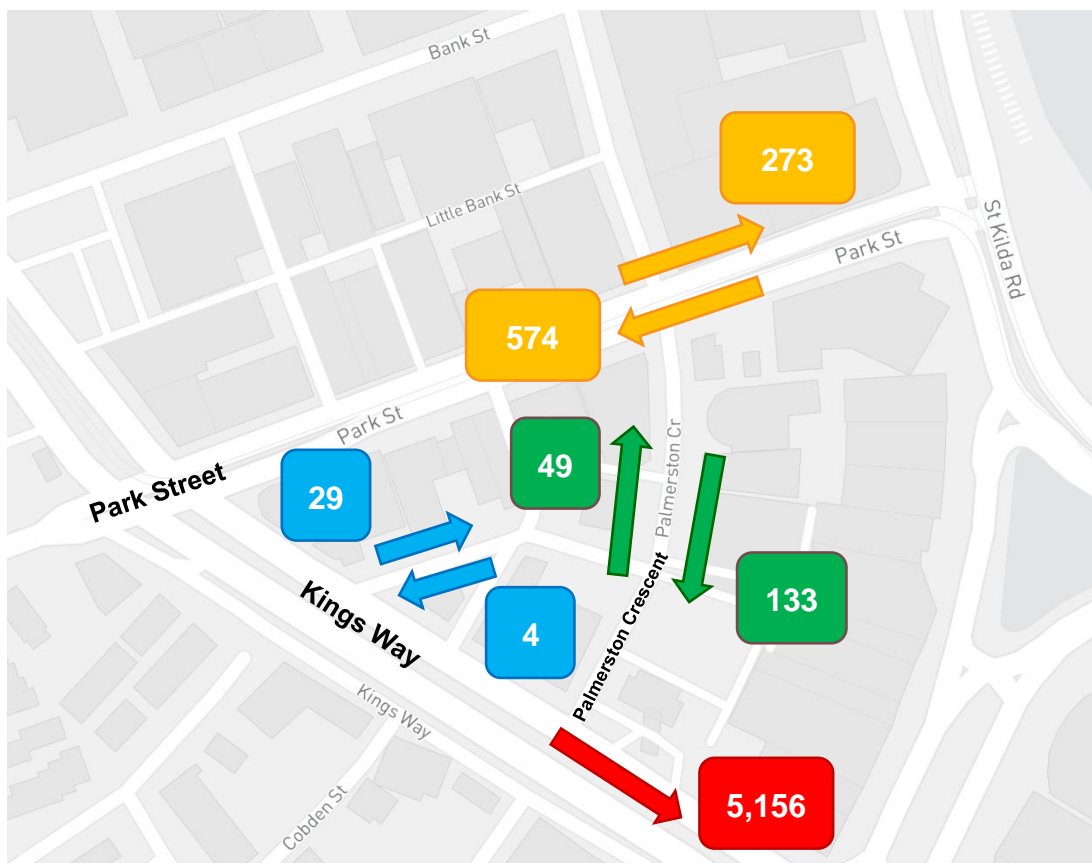 Bank St
273
Little Bank St
St Kilda Rd
Park St
574
Park St
Palmerston Cr
49
29
Park Street
133
Palmerston Crescent
Kings Way
4
Kings Way
5,156
Cobden St